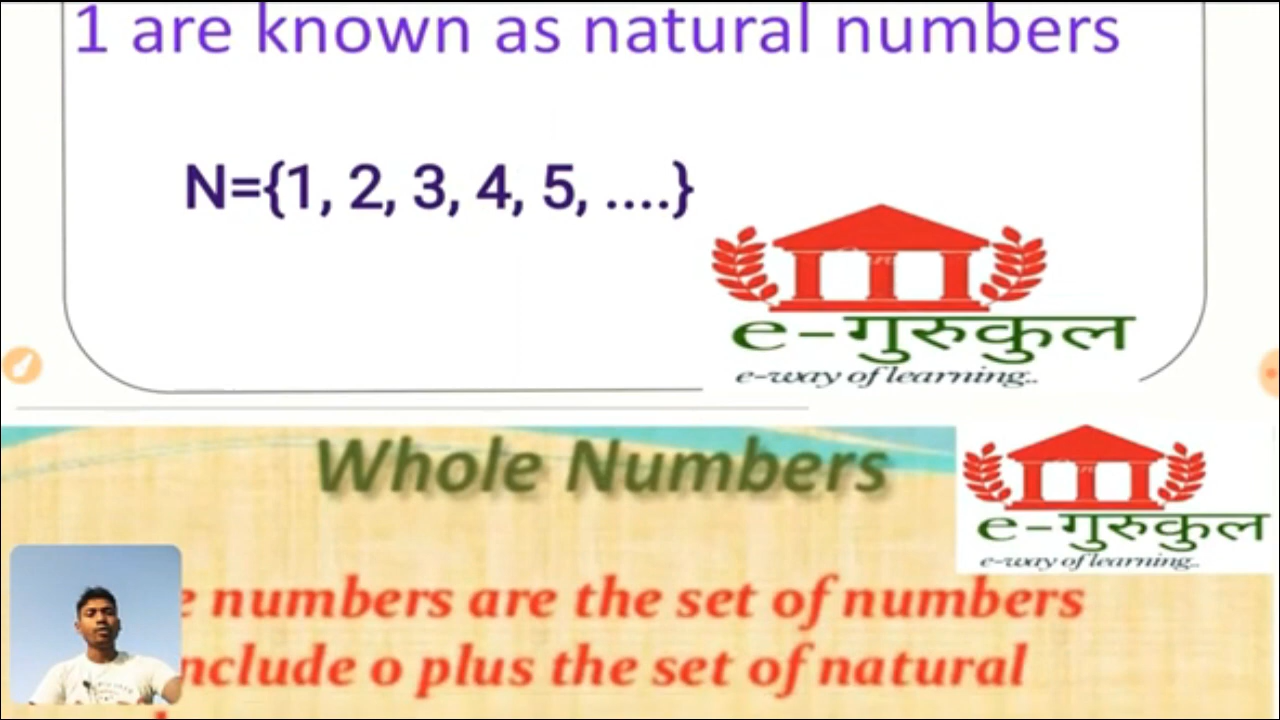 1 are known as natural numbers
N={1, 2, 3, 4, 5, ....}
e-गुरुकुल
e-way of learning..
Whole Numbers
e-गुरुकुल
e-way of learning..
e numbers are the set of numbers
nclude 0 plus the set of natural